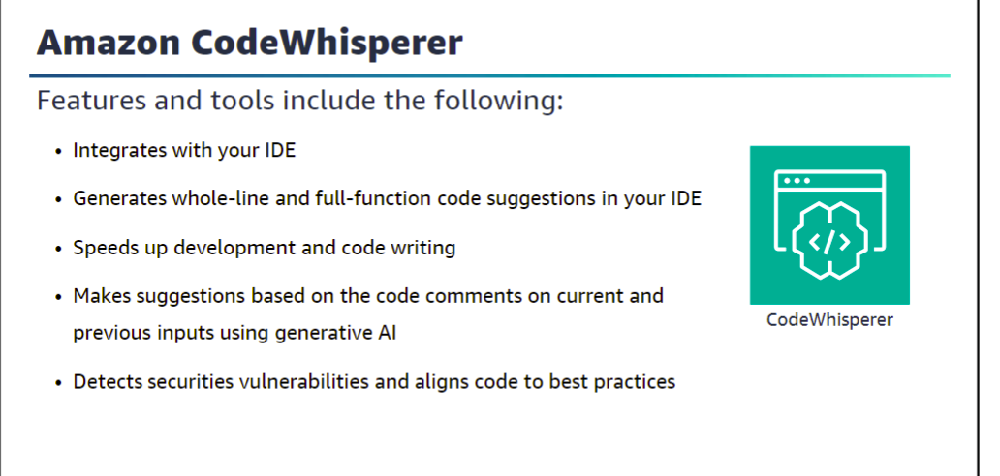 Amazon CodeWhisperer
Features and tools include the following:
• Integrates with your IDE
• Generates whole-line and full-function code suggestions in your IDE
• Speeds up development and code writing
• Makes suggestions based on the code comments on current and
previous inputs using generative AI
• Detects securities vulnerabilities and aligns code to best practices
</>
CodeWhisperer